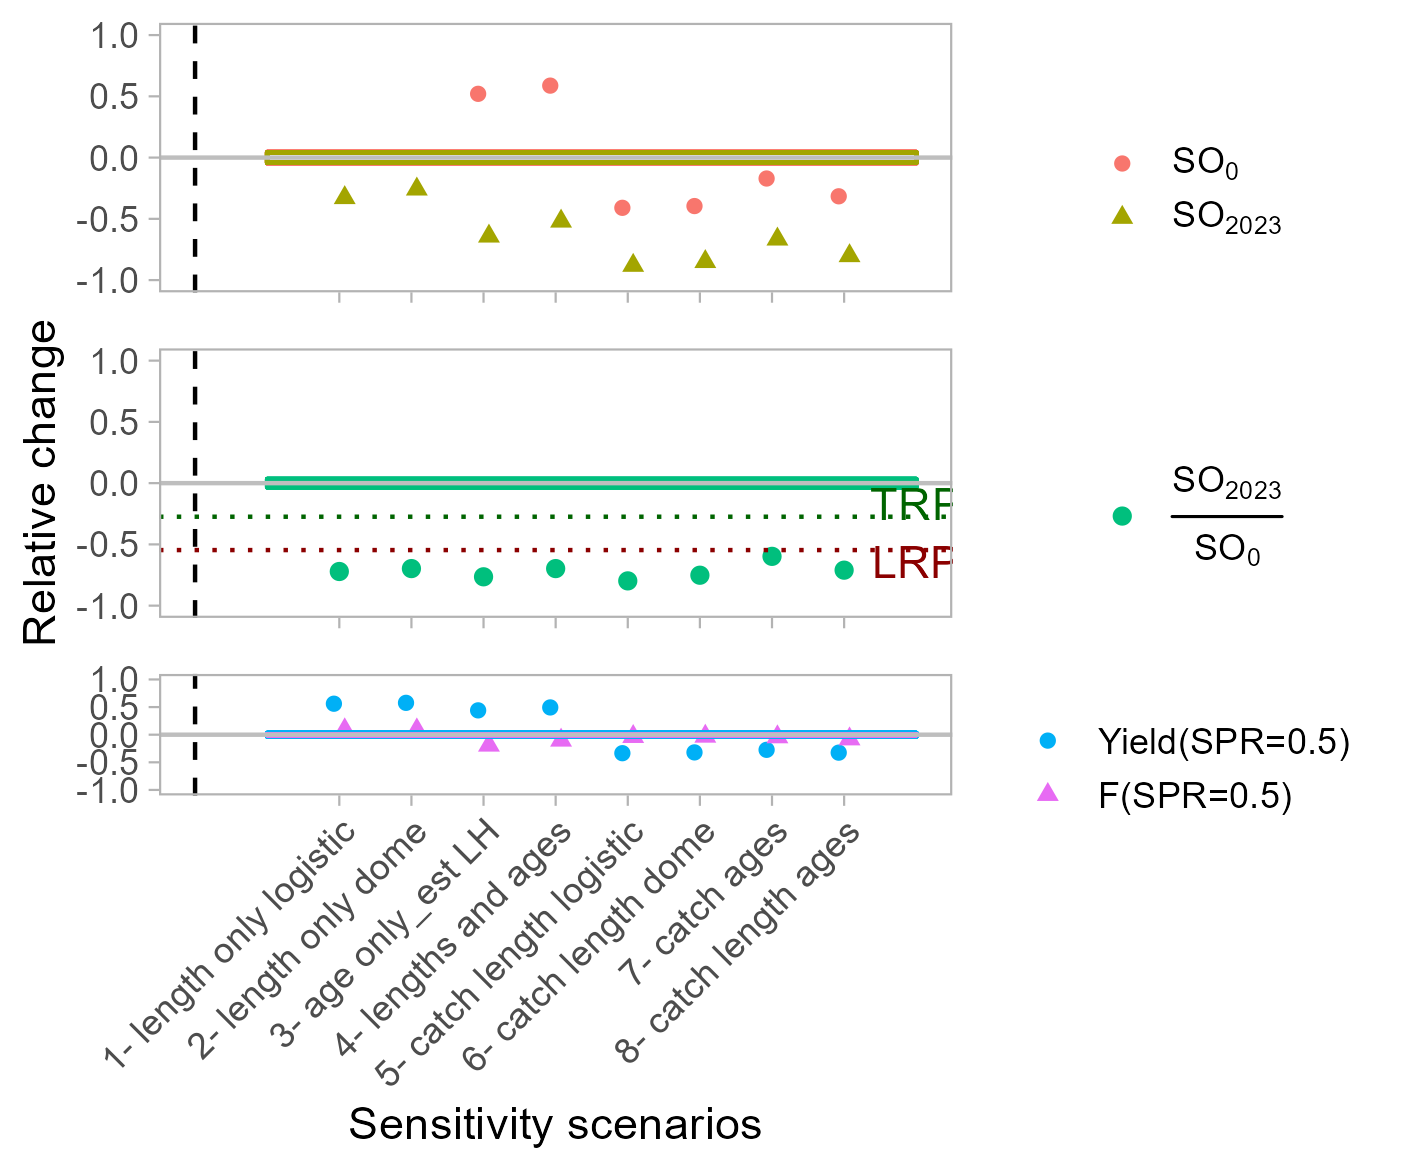 Relative change
1.0
0.5
0.0
-0.5
-1.0
SO0
SO2023
1.0
0.5
0.0
-0.5
-1.0
TRP
LRP
SO2023
SO0
1.0
0.5
0.0
-0.5
-1.0
Yield(SPR=0.5)
F(SPR=0.5)
1- length only logistic
2- length only dome
3- age only_est LH
4- lengths and ages
5- catch length logistic
6- catch length dome
7- catch ages
8- catch length ages
Sensitivity scenarios